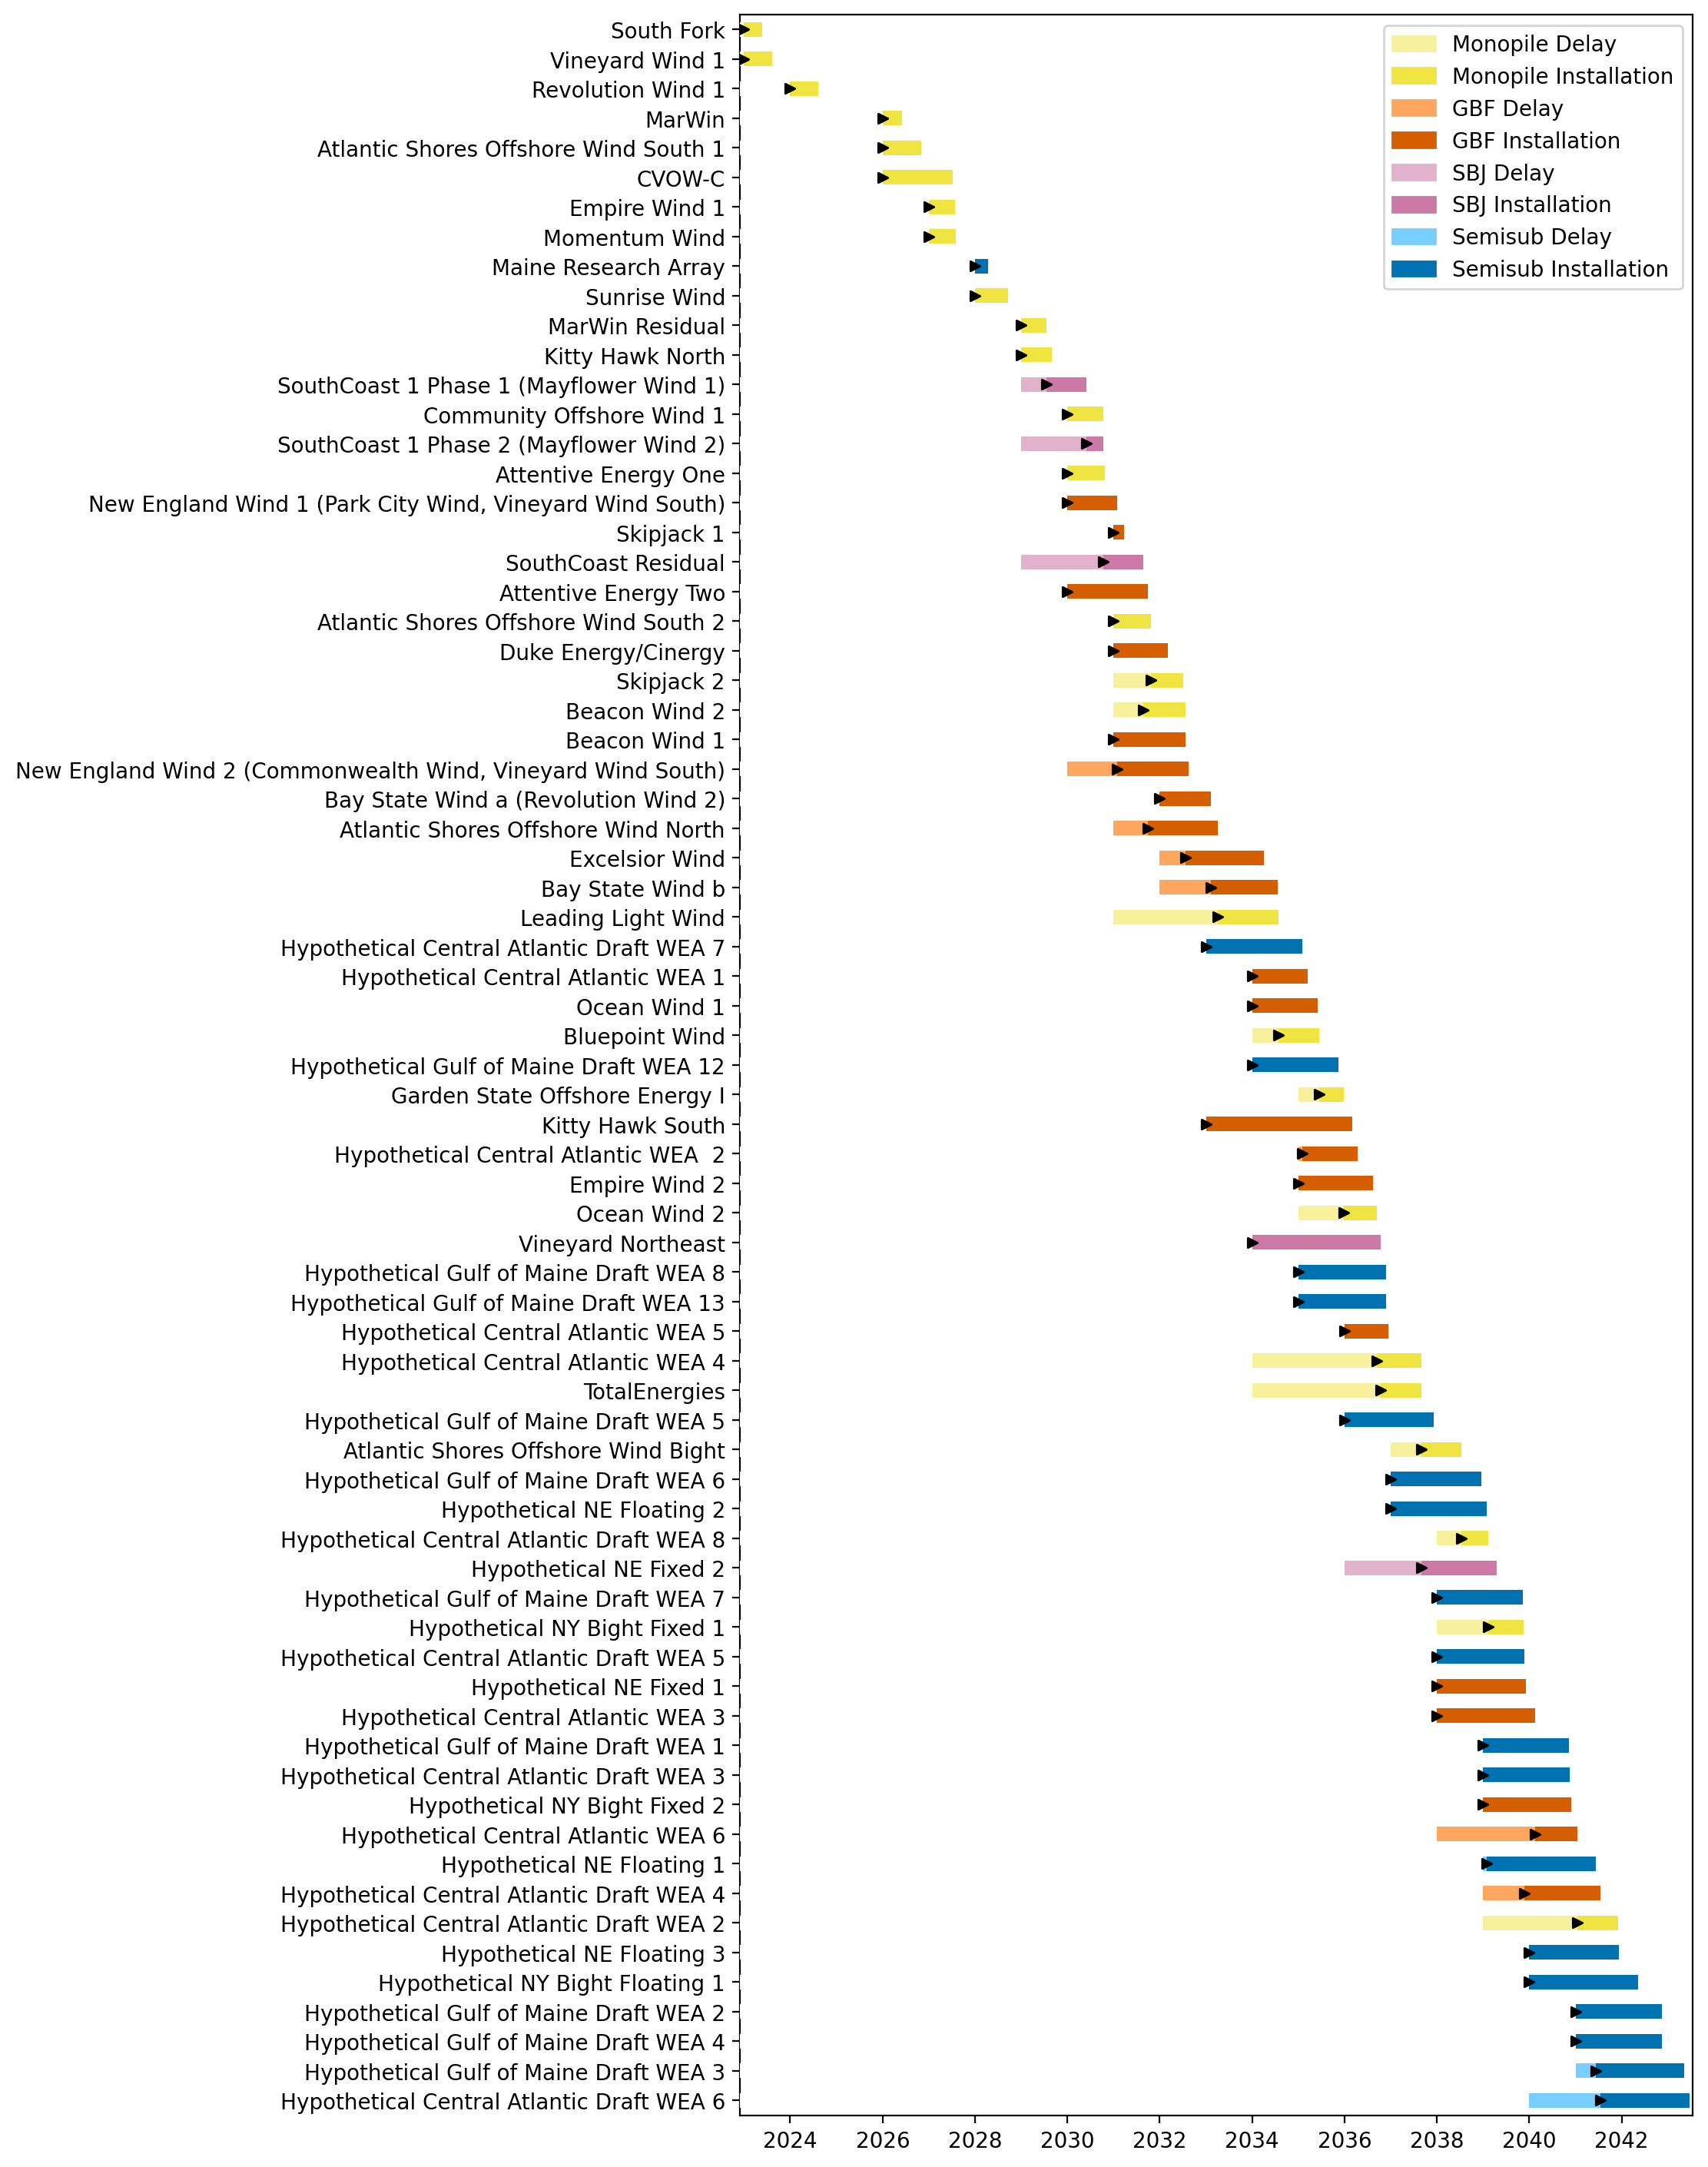 South Fork
Vineyard Wind 1
Revolution Wind 1
MarWin
Atlantic Shores Offshore Wind South 1
CVOW-C
Empire Wind 1
Momentum Wind
Maine Research Array
Sunrise Wind
MarWin Residual
Kitty Hawk North
SouthCoast 1 Phase 1 (Mayflower Wind 1)
Community Offshore Wind 1
SouthCoast 1 Phase 2 (Mayflower Wind 2)
Attentive Energy One
New England Wind 1 (Park City Wind, Vineyard Wind South)
Skipjack 1
SouthCoast Residual
Attentive Energy Two
Atlantic Shores Offshore Wind South 2
Duke Energy/Cinergy
Skipjack 2
Beacon Wind 2
Beacon Wind 1
New England Wind 2 (Commonwealth Wind, Vineyard Wind South)
Bay State Wind a (Revolution Wind 2)
Atlantic Shores Offshore Wind North
Excelsior Wind
Bay State Wind b
Leading Light Wind
Hypothetical Central Atlantic Draft WEA 7
Hypothetical Central Atlantic WEA 1
Ocean Wind 1
Bluepoint Wind
Hypothetical Gulf of Maine Draft WEA 12
Garden State Offshore Energy I
Kitty Hawk South
Hypothetical Central Atlantic WEA  2
Empire Wind 2
Ocean Wind 2
Vineyard Northeast
Hypothetical Gulf of Maine Draft WEA 8
Hypothetical Gulf of Maine Draft WEA 13
Hypothetical Central Atlantic WEA 5
Hypothetical Central Atlantic WEA 4
TotalEnergies
Hypothetical Gulf of Maine Draft WEA 5
Atlantic Shores Offshore Wind Bight
Hypothetical Gulf of Maine Draft WEA 6
Hypothetical NE Floating 2
Hypothetical Central Atlantic Draft WEA 8
Hypothetical NE Fixed 2
Hypothetical Gulf of Maine Draft WEA 7
Hypothetical NY Bight Fixed 1
Hypothetical Central Atlantic Draft WEA 5
Hypothetical NE Fixed 1
Hypothetical Central Atlantic WEA 3
Hypothetical Gulf of Maine Draft WEA 1
Hypothetical Central Atlantic Draft WEA 3
Hypothetical NY Bight Fixed 2
Hypothetical Central Atlantic WEA 6
Hypothetical NE Floating 1
Hypothetical Central Atlantic Draft WEA 4
Hypothetical Central Atlantic Draft WEA 2
Hypothetical NE Floating 3
Hypothetical NY Bight Floating 1
Hypothetical Gulf of Maine Draft WEA 2
Hypothetical Gulf of Maine Draft WEA 4
Hypothetical Gulf of Maine Draft WEA 3
Hypothetical Central Atlantic Draft WEA 6
Monopile Delay
Monopile Installation
GBF Delay
GBF Installation
SBJ Delay
SBJ Installation
Semisub Delay
Semisub Installation
2024 2026 2028 2030 2032 2034 2036 2038 2040 2042